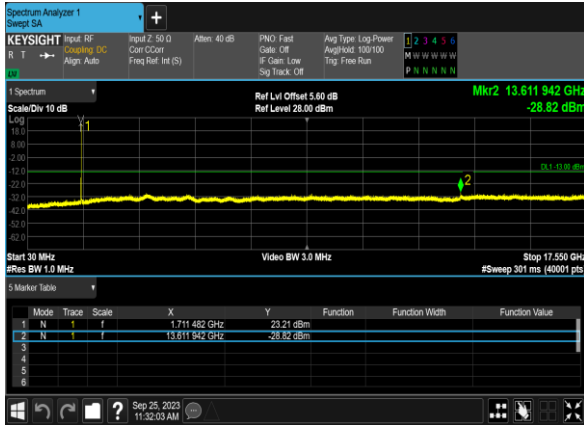 Spectrum Analyzer 1
Swept SA
+
KEYSIGHT Input: RF Input Z: 50 Ω Atten: 40 dB PNO: Fast Avg Type: Log-Power 1 2 3 4 5 6
R T Coupling: DC Corr CCorr Gate: Off Avg|Hold: 100/100 M W W W W W
Align: Auto Freq Ref: Int (S) IF Gain: Low Trig: Free Run
Sig Track: Off P N N N N N
1 Spectrum
Ref Lvl Offset 5.60 dB Mkr2 13.611 942 GHz
Scale/Div 10 dB Ref Level 28.00 dBm -28.82 dBm
Log
1
18.0
8.00
-2.00
DL1 -13.00 dBm
-12.0
2
-22.0
-32.0
-42.0
-52.0
-62.0
Start 30 MHz Video BW 3.0 MHz Stop 17.550 GHz
#Res BW 1.0 MHz #Sweep 301 ms (40001 pts
5 Marker Table
Mode Trace Scale X Y Function Function Width Function Value
1 N 1 f 1.711 482 GHz 23.21 dBm
2 N 1 f 13.611 942 GHz -28.82 dBm
3
4
5
6
? Sep 25, 2023
11:32:03 AM